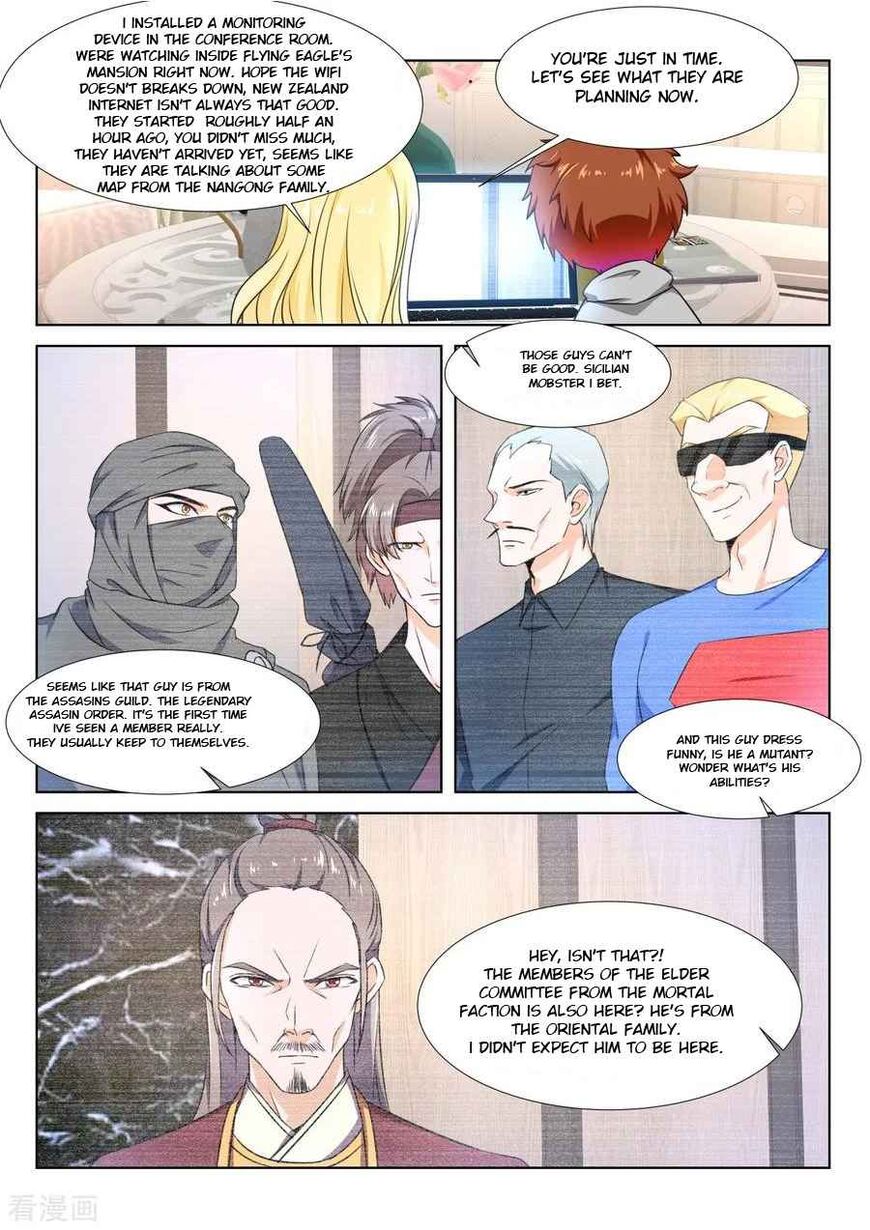 I INSTALLED A MONITORING
DEVICE IN THE CONFERENCE ROOM.
WERE WATCHING INSIDE FLYING EAGLE'S
MANSION RIGHT NOW. HOPE THE WIFI
DOESN'T BREAKS DOWN, NEW ZEALAND
INTERNET ISN'T ALWAYS THAT GOOD.
THEY STARTED ROUGHLY HALF AN
HOUR AGO, YOU DIDN'T MISS MUCH,
THEY HAVEN'T ARRIVED YET, SEEMS LIKE
THEY ARE TALKING ABOUT SOME
MAP FROM THE NANGONG FAMILY.
YOU'RE JUST IN TIME.
LET'S SEE WHAT THEY ARE
PLANNING NOW.
SEEMS LIKE THAT GUY IS FROM
THE ASSASINS GUILD. THE LEGENDARY
ASSASIN ORDER. IT'S THE FIRST TIME
IVE SEEN A MEMBER REALLY.
THEY USUALLY KEEP TO THEMSELVES.
THOSE GUYS CAN'T
BE GOOD. SICILIAN
MOBSTER I BET.
AND THIS GUY DRESS
FUNNY, IS HE A MUTANT?
WONDER WHAT'S HIS
ABILITIES?
HEY, ISN'T THAT?!
THE MEMBERS OF THE ELDER
COMMITTEE FROM THE MORTAL
FACTION IS ALSO HERE? HE'S FROM
THE ORIENTAL FAMILY.
I DIDN'T EXPECT HIM TO BE HERE.
看漫画